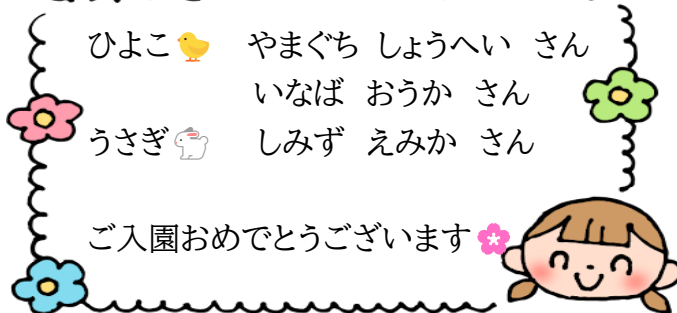 ひよこ🐤 やまぐち しょうへい さん
いなば おうか さん
うさぎ🐇 しみず えみか さん
ご入園おめでとうございます🌸